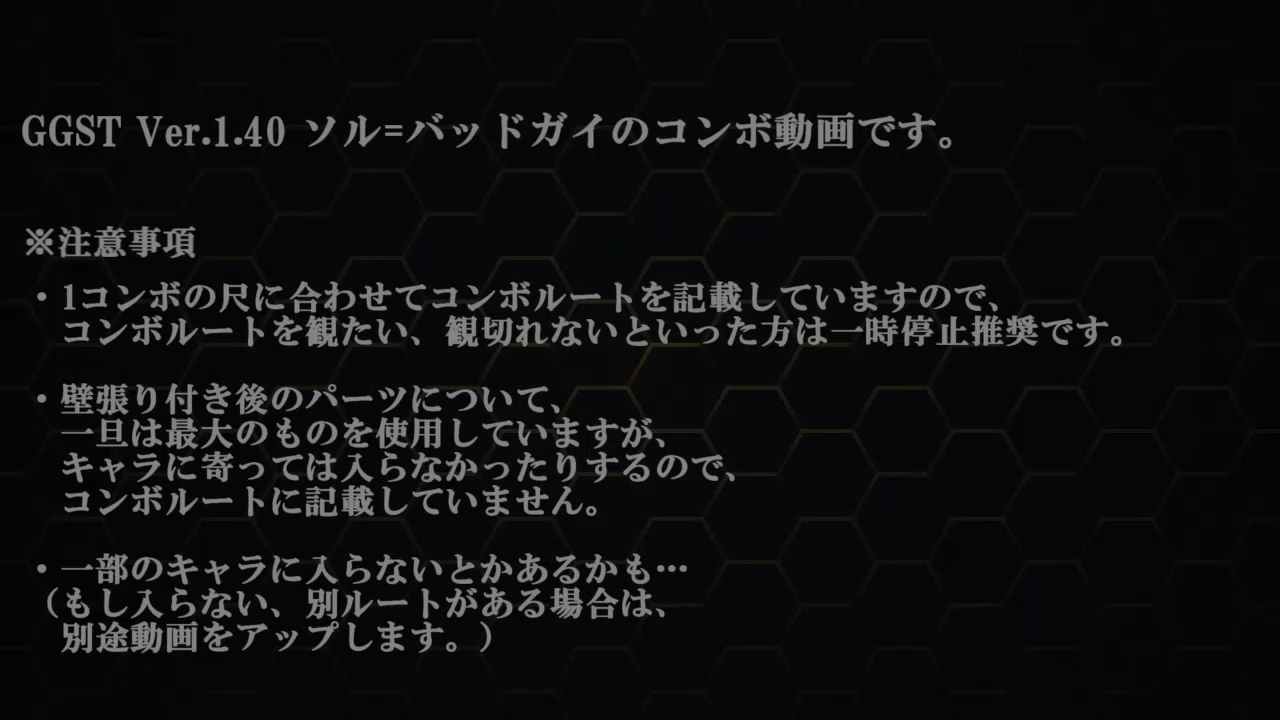 GGST Ver.1.40 ソル=バッドガイのコンボ動画です。
※注意事項
・1コンボの尺に合わせてコンボルートを記載していますので、
コンボルートを観たい、観切れないといった方は一時停止推奨です。
・壁張り付き後のパーツについて、
一旦は最大のものを使用していますが、
キャラに寄っては入らなかったりするので、
コンボルートに記載していません。
・一部のキャラに入らないとかあるかも…
（もし入らない、別ルートがある場合は、
別途動画をアップします。）